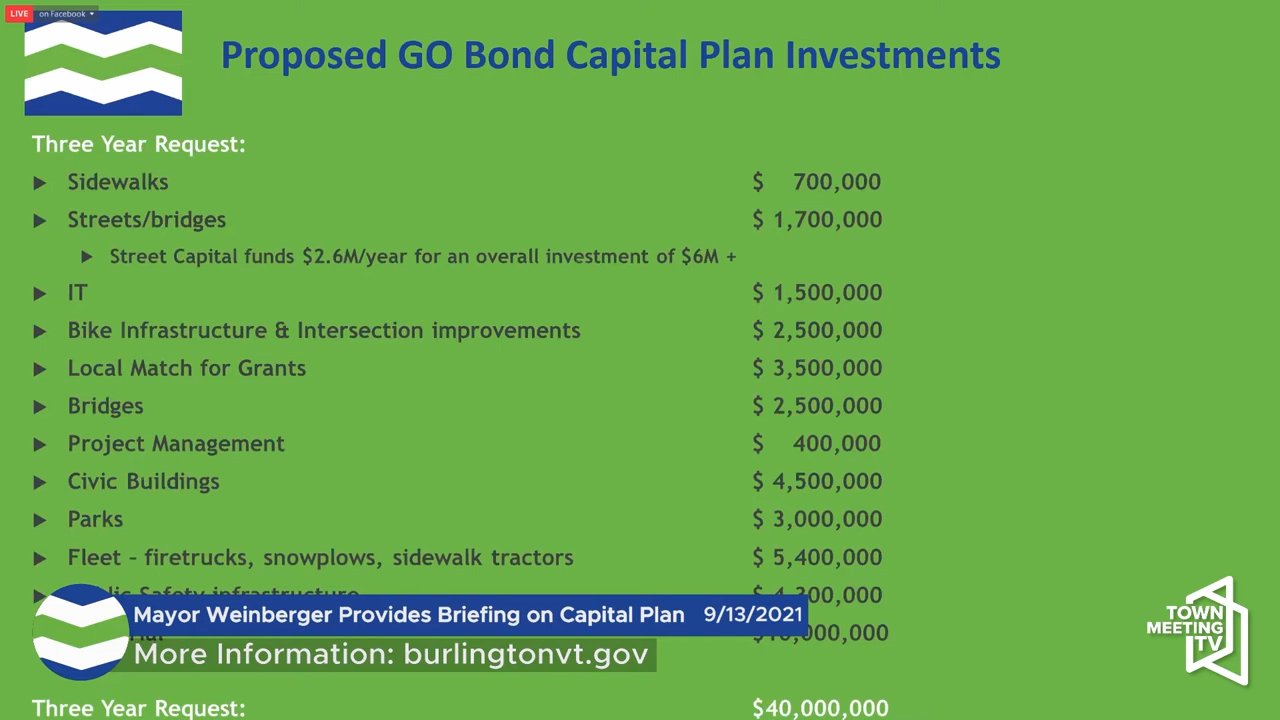 LIVE on Facebook
Proposed GO Bond Capital Plan Investments
Three Year Request:
Sidewalks $ 700,000
Streets/bridges $ 1,700,000
Street Capital funds $2.6M/year for an overall investment of $6M +
IT $ 1,500,000
Bike Infrastructure & Intersection improvements $ 2,500,000
Local Match for Grants $ 3,500,000
Bridges $ 2,500,000
Project Management $ 400,000
Civic Buildings $ 4,500,000
Parks $ 3,000,000
Fleet – firetrucks, snowplows, sidewalk tractors $ 5,400,000
Safety infrastructure
Mayor Weinberger Provides Briefing on Capital Plan 9/13/2021
More Information: burlingtonvt.gov
TOWN
MEETING
TV
Three Year Request: $40,000,000